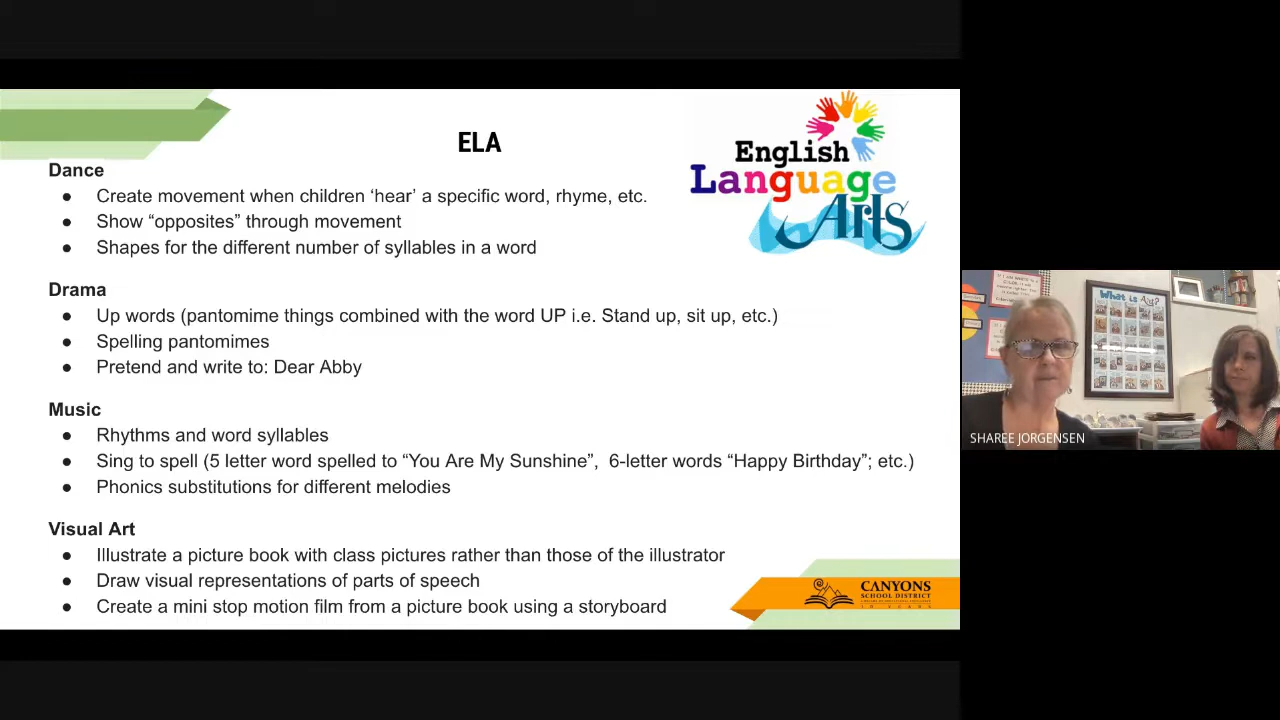 ELA
English
Language
Arts
Dance
● Create movement when children ‘hear’ a specific word, rhyme, etc.
● Show “opposites” through movement
● Shapes for the different number of syllables in a word
Drama
● Up words (pantomime things combined with the word UP i.e. Stand up, sit up, etc.)
● Spelling pantomimes
● Pretend and write to: Dear Abby
Music
● Rhythms and word syllables
● Sing to spell (5 letter word spelled to “You Are My Sunshine”, 6-letter words “Happy Birthday”; etc.)
● Phonics substitutions for different melodies
Visual Art
● Illustrate a picture book with class pictures rather than those of the illustrator
● Draw visual representations of parts of speech
● Create a mini stop motion film from a picture book using a storyboard
CANYONS
SCHOOL DISTRICT
What is Art?
SHAREE JORGENSEN